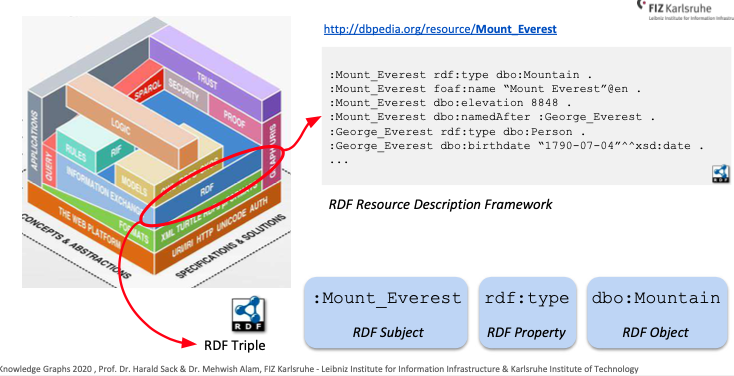 FIZ Karlsruhe
Leibniz Institute for Information Infrastru
http://dbpedia.org/resource/Mount_Everest
:Mount_Everest rdf:type dbo:Mountain .
:Mount_Everest foaf:name “Mount Everest”@en .
:Mount_Everest dbo:elevation 8848 .
:Mount_Everest dbo:namedAfter :George_Everest .
:George_Everest rdf:type dbo:Person .
:George_Everest dbo:birthdate “1790-07-04”^^xsd:date .
...
RDF Resource Description Framework
APPLICATIONS
SPARQL
SECURITY
TRUST
PROOF
LOGIC
RULES
RIF
QUERY
MODELS
INFORMATION EXCHANG
RDF
URIS
FORMATS
XML TURTLE
THE WEB PLATFORM
URI/IRI HTTP UNICODE AUTH
CONCEPTS & ABSTRACTIONS
SPECIFICATIONS & SOLUTIONS
RDF
RDF Triple
:Mount_Everest
RDF Subject
rdf:type
RDF Property
dbo:Mountain
RDF Object
Knowledge Graphs 2020 , Prof. Dr. Harald Sack & Dr. Mehwish Alam, FIZ Karlsruhe - Leibniz Institute for Information Infrastructure & Karlsruhe Institute of Technology